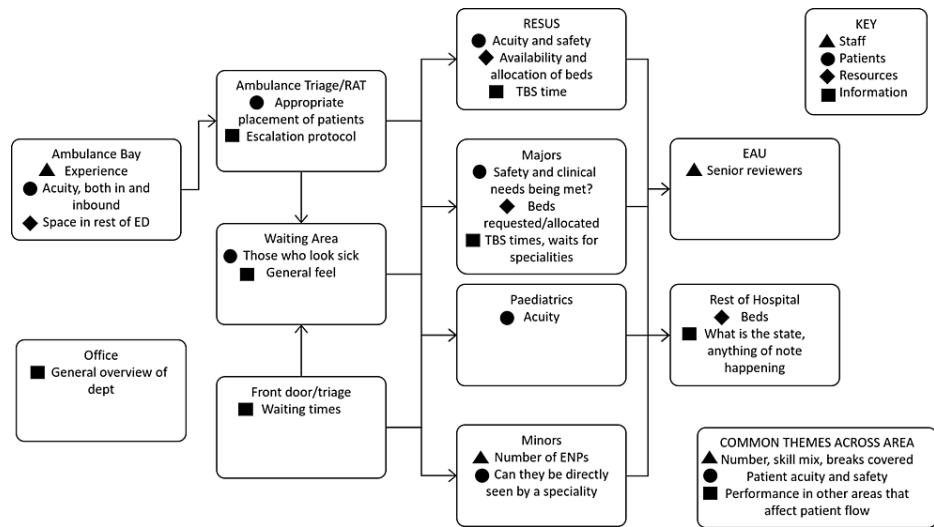 RESUS
Acuity and safety
Availability and
allocation of beds
TBS time
KEY
Staff
Patients
Resources
Information
Ambulance Triage/RAT
Appropriate
placement of patients
Escalation protocol
Ambulance Bay
Experience
Acuity, both in and
inbound
Space in rest of ED
Majors
Safety and clinical
needs being met?
Beds
requested/allocated
TBS times, waits for
specialities
EAU
Senior reviewers
Waiting Area
Those who look sick
General feel
Paediatrics
Acuity
Rest of Hospital
Beds
What is the state,
anything of note
happening
Office
General overview of
dept
Front door/triage
Waiting times
Minors
Number of ENPs
Can they be directly
seen by a speciality
COMMON THEMES ACROSS AREA
Number, skill mix, breaks covered
Patient acuity and safety
Performance in other areas that
affect patient flow